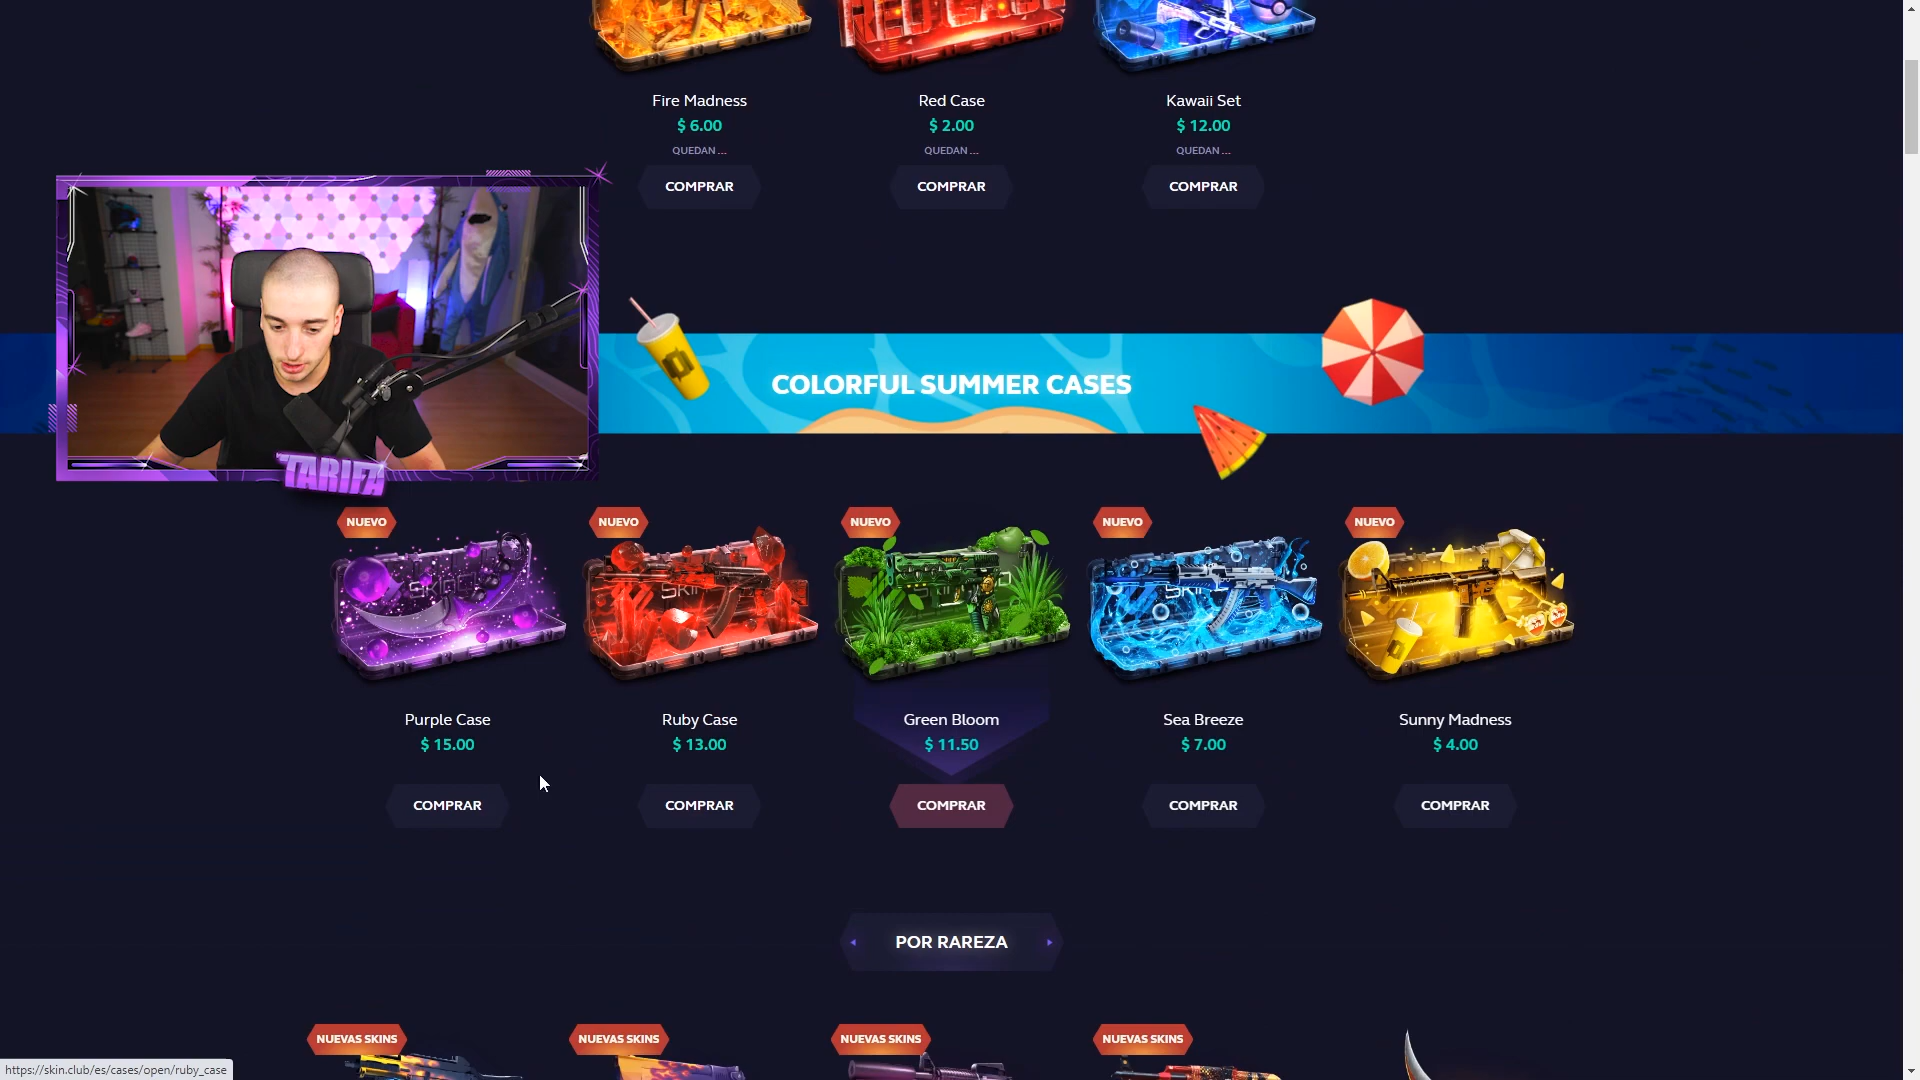 RED CASE
Fire Madness
$ 6.00
QUEDAN ...
COMPRAR
Red Case
$ 2.00
QUEDAN ...
COMPRAR
Kawaii Set
$ 12.00
QUEDAN ...
COMPRAR
TARIFA
COLORFUL SUMMER CASES
NUEVO
Purple Case
$ 15.00
COMPRAR
NUEVO
Ruby Case
$ 13.00
COMPRAR
NUEVO
Green Bloom
$ 11.50
COMPRAR
NUEVO
Sea Breeze
$ 7.00
COMPRAR
NUEVO
Sunny Madness
$ 4.00
COMPRAR
POR RAREZA
NUEVAS SKINS
NUEVAS SKINS
NUEVAS SKINS
NUEVAS SKINS
https://skin.club/es/cases/open/ruby_case